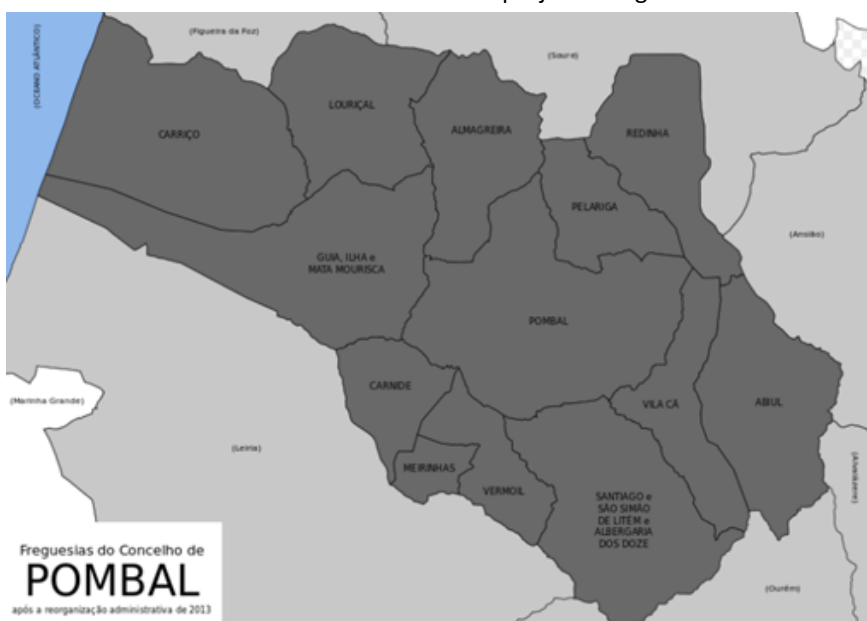 (OCEANO ATLÂNTICO)
(Figueira da Foz)
(Soure)
LOURIÇAL
CARRIÇO
ALMAGREIRA
REDINHA
PELARIGA
(Ansião)
GUIA, ILHA e
MATA MOURISCA
POMBAL
CARNIDE
(Marinha Grande)
VILA CÃ
ABIUL
(Leiria)
MEIRINHAS
(Alvaiázere)
VERMOIL
SANTIAGO e
SÃO SIMÃO
DE LITÉM e
ALBERGARIA
DOS DOZE
(Ourém)
Freguesias do Concelho de
POMBAL
após a reorganização administrativa de 2013